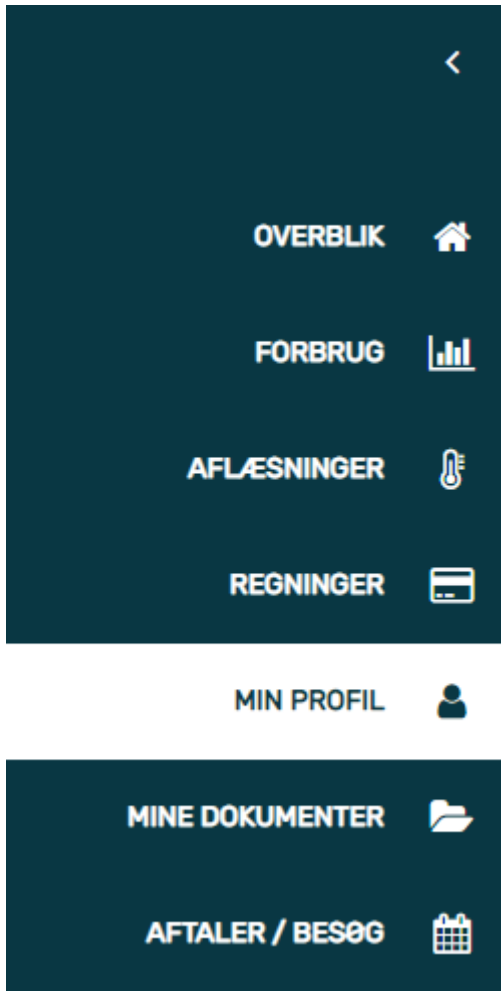 OVERBLIK
FORBRUG
AFLÆSNINGER
REGNINGER
MIN PROFIL
MINE DOKUMENTER
AFTALER / BESØG